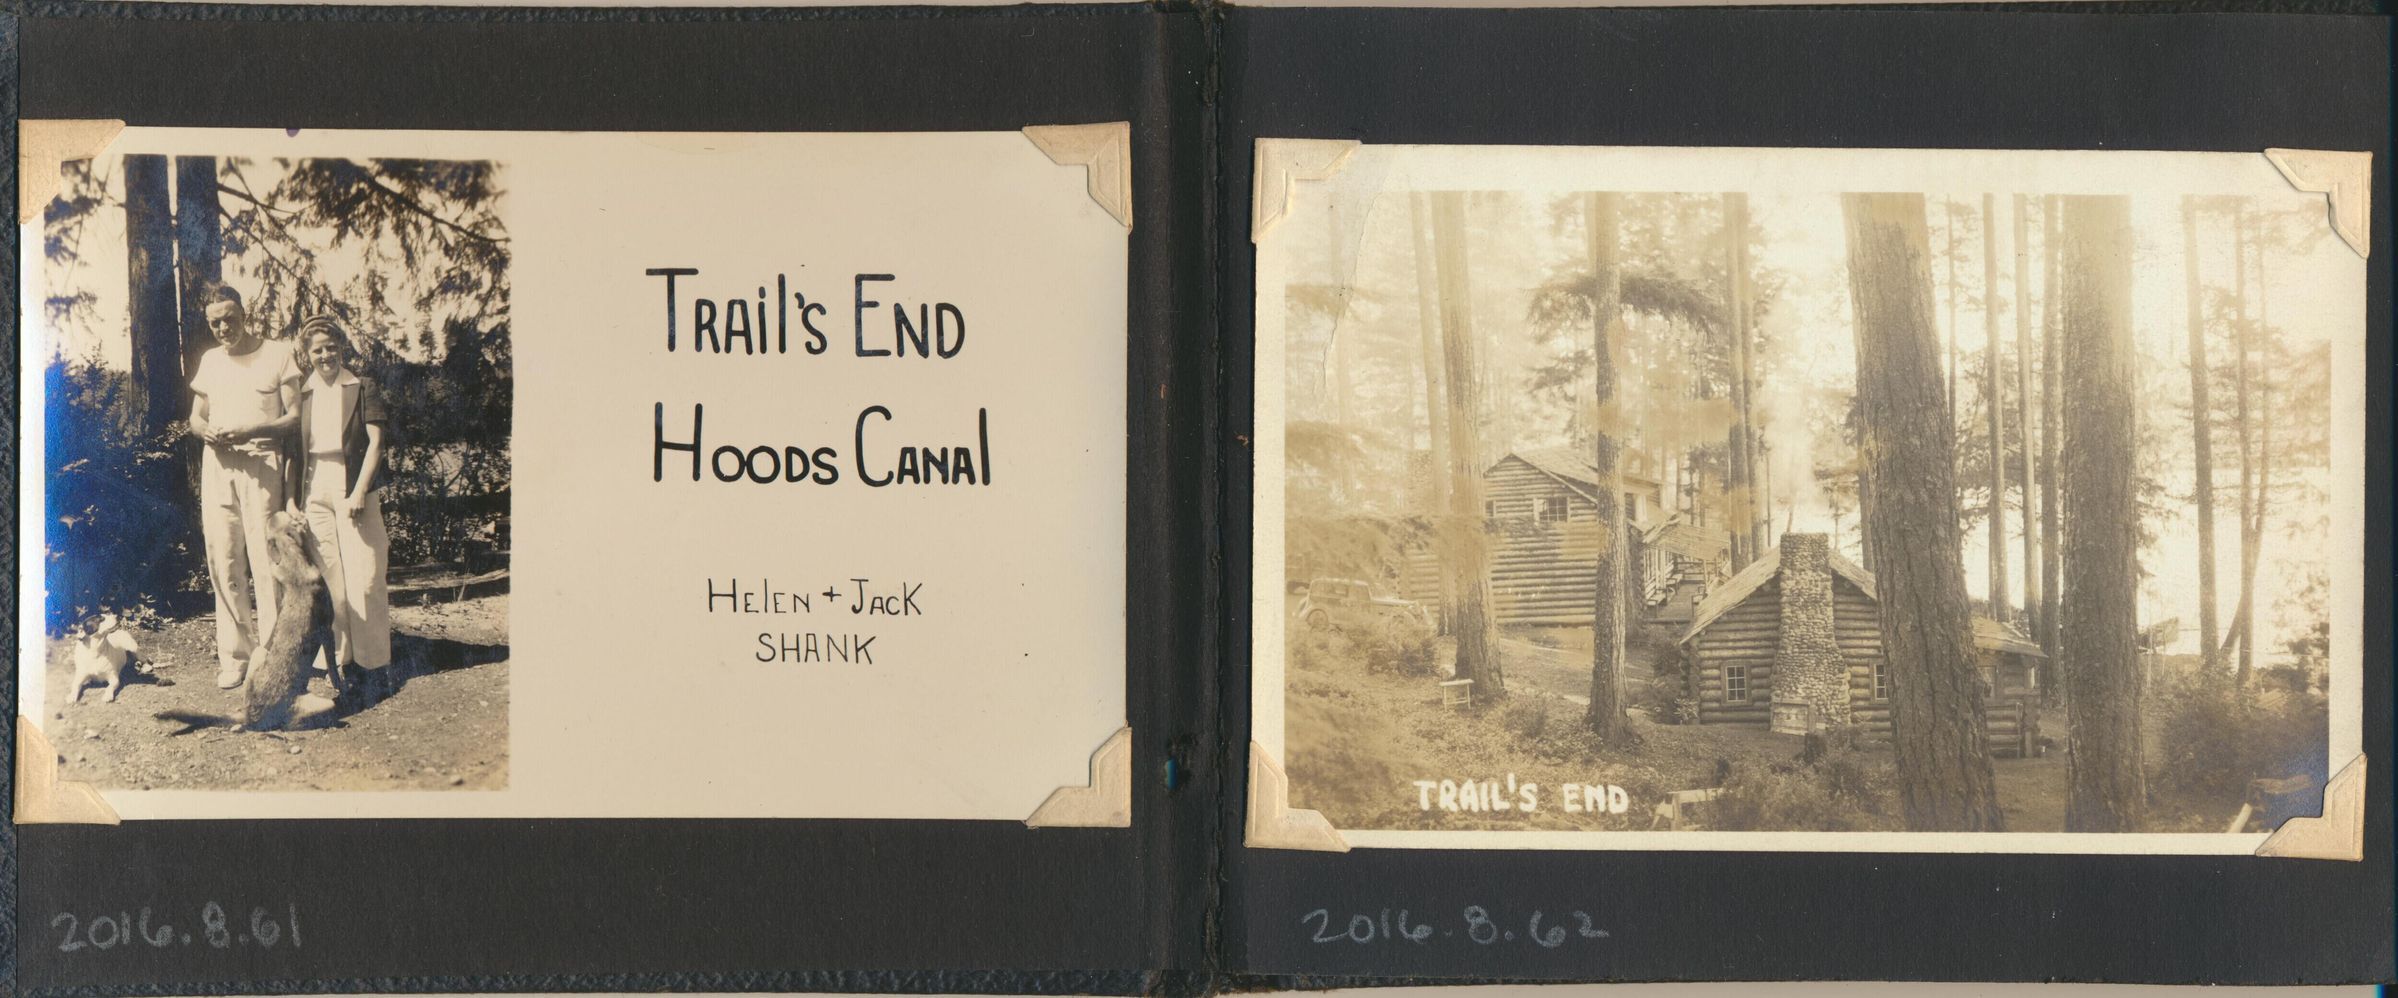 Trail's End
Hoods Canal
Helen + Jack
Shank
2016.8.61
TRAIL'S END
2016.8.62